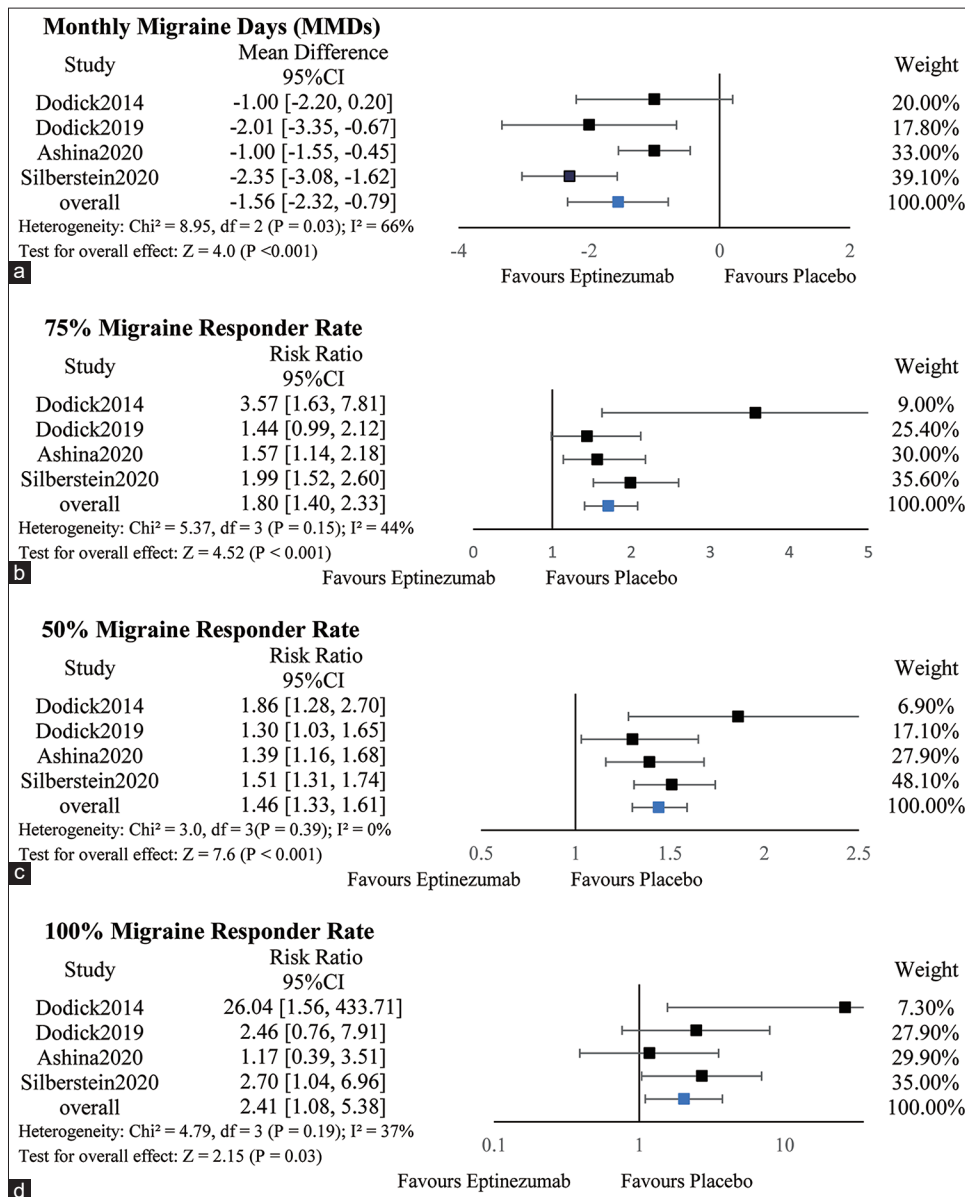 Monthly Migraine Days (MMDs)
Study Mean Difference 95%CI Weight
Dodick2014 -1.00 [-2.20, 0.20] 20.00%
Dodick2019 -2.01 [-3.35, -0.67] 17.80%
Ashina2020 -1.00 [-1.55, -0.45] 33.00%
Silberstein2020 -2.35 [-3.08, -1.62] 39.10%
overall -1.56 [-2.32, -0.79] 100.00%
Heterogeneity: Chi² = 8.95, df = 2 (P = 0.03); I² = 66%
Test for overall effect: Z = 4.0 (P <0.001)
-4 -2 0 2
Favours Eptinezumab Favours Placebo
a
75% Migraine Responder Rate
Study Risk Ratio 95%CI Weight
Dodick2014 3.57 [1.63, 7.81] 9.00%
Dodick2019 1.44 [0.99, 2.12] 25.40%
Ashina2020 1.57 [1.14, 2.18] 30.00%
Silberstein2020 1.99 [1.52, 2.60] 35.60%
overall 1.80 [1.40, 2.33] 100.00%
Heterogeneity: Chi² = 5.37, df = 3 (P = 0.15); I² = 44%
Test for overall effect: Z = 4.52 (P < 0.001)
0 1 2 3 4 5
Favours Eptinezumab Favours Placebo
b
50% Migraine Responder Rate
Study Risk Ratio 95%CI Weight
Dodick2014 1.86 [1.28, 2.70] 6.90%
Dodick2019 1.30 [1.03, 1.65] 17.10%
Ashina2020 1.39 [1.16, 1.68] 27.90%
Silberstein2020 1.51 [1.31, 1.74] 48.10%
overall 1.46 [1.33, 1.61] 100.00%
Heterogeneity: Chi² = 3.0, df = 3(P = 0.39); I² = 0%
Test for overall effect: Z = 7.6 (P < 0.001)
0.5 1 1.5 2 2.5
Favours Eptinezumab Favours Placebo
c
100% Migraine Responder Rate
Study Risk Ratio 95%CI Weight
Dodick2014 26.04 [1.56, 433.71] 7.30%
Dodick2019 2.46 [0.76, 7.91] 27.90%
Ashina2020 1.17 [0.39, 3.51] 29.90%
Silberstein2020 2.70 [1.04, 6.96] 35.00%
overall 2.41 [1.08, 5.38] 100.00%
Heterogeneity: Chi² = 4.79, df = 3 (P = 0.19); I² = 37%
Test for overall effect: Z = 2.15 (P = 0.03)
0.1 1 10
Favours Eptinezumab Favours Placebo
d